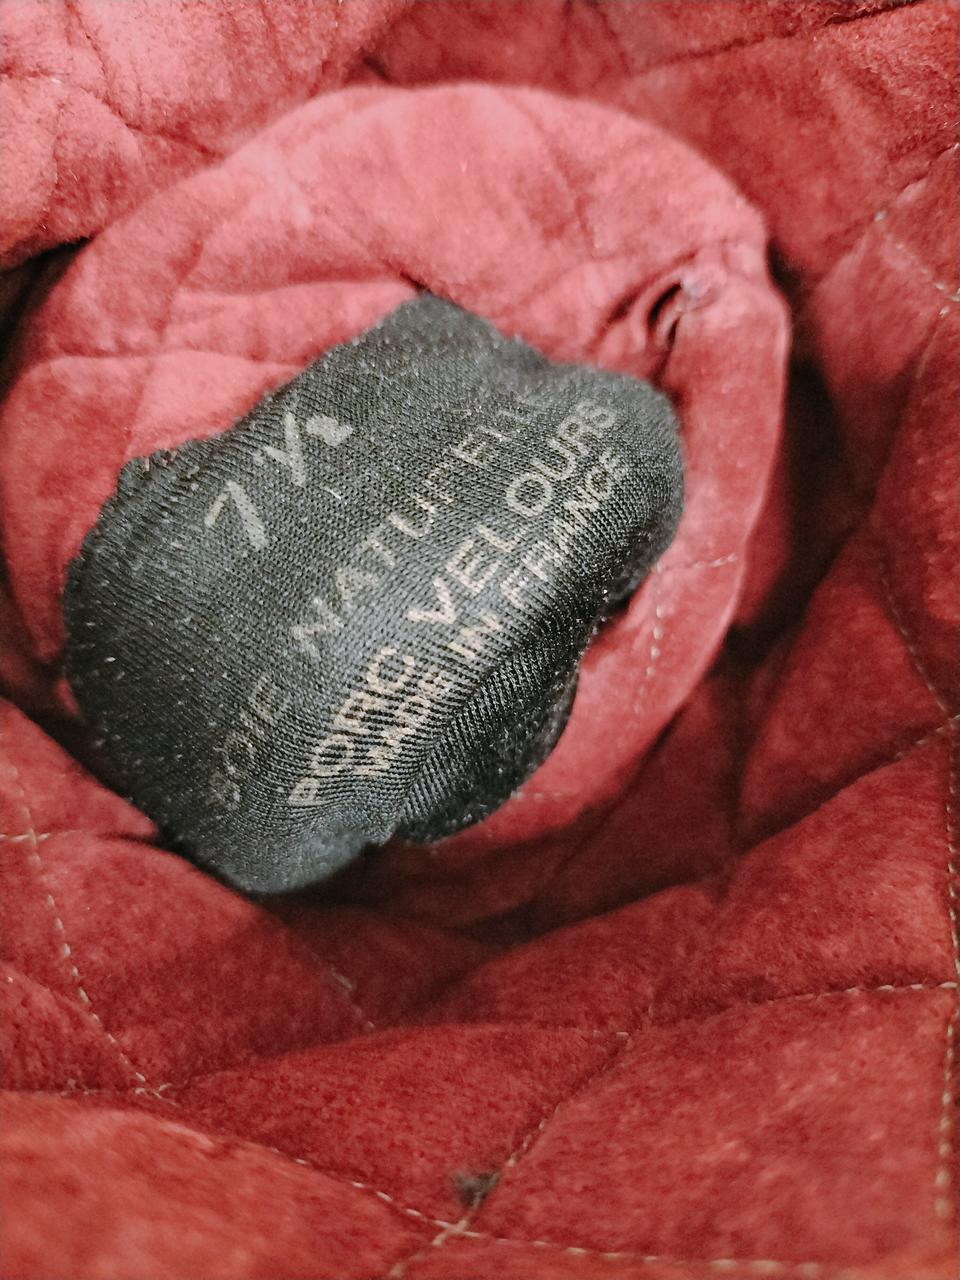 7 ½
SOIE NATURELLE
PORC VELOURS
MADE IN FRANCE